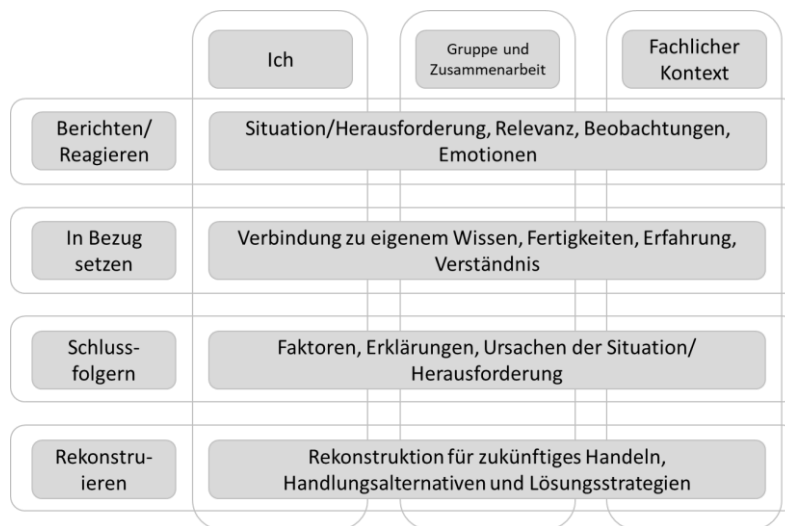 Ich
Gruppe und
Zusammenarbeit
Fachlicher
Kontext
Berichten/
Reagieren
Situation/Herausforderung, Relevanz, Beobachtungen,
Emotionen
In Bezug
setzen
Verbindung zu eigenem Wissen, Fertigkeiten, Erfahrung,
Verständnis
Schluss-
folgern
Faktoren, Erklärungen, Ursachen der Situation/
Herausforderung
Rekonstru-
ieren
Rekonstruktion für zukünftiges Handeln,
Handlungsalternativen und Lösungsstrategien